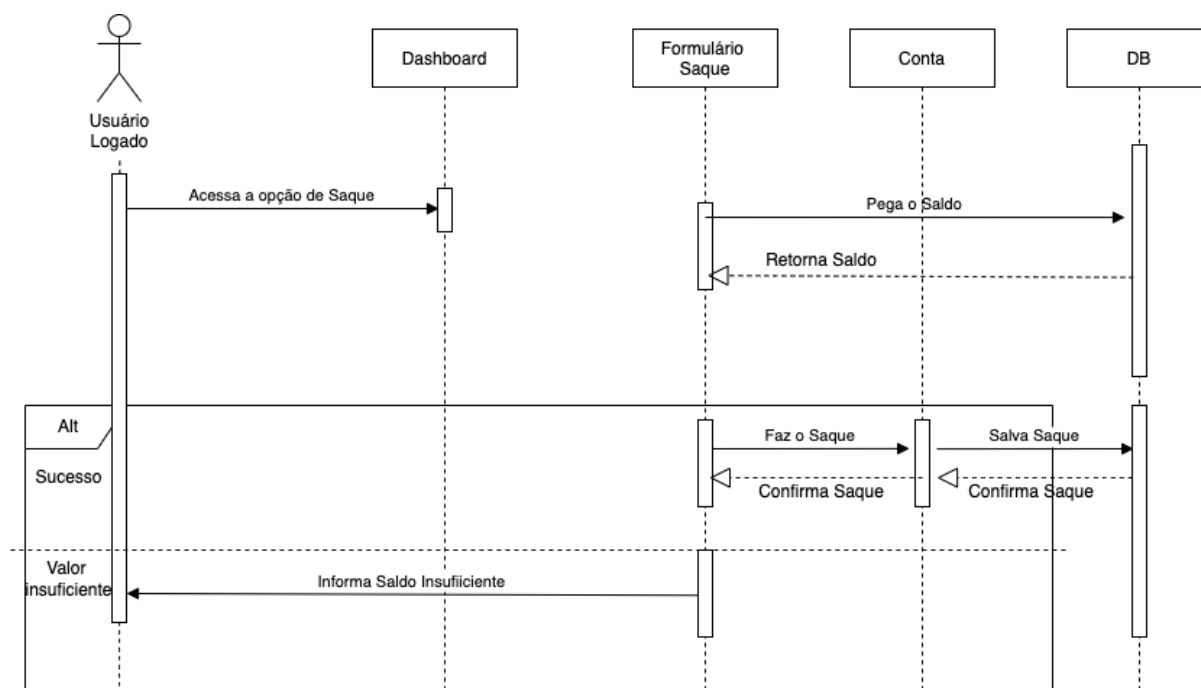 Dashboard
Formulário
Saque
Conta
DB
Usuário
Logado
Acessa a opção de Saque
Pega o Saldo
Retorna Saldo
Alt
Faz o Saque
Salva Saque
Sucesso
Confirma Saque
Confirma Saque
Valor
insuficiente
Informa Saldo Insufiiciente